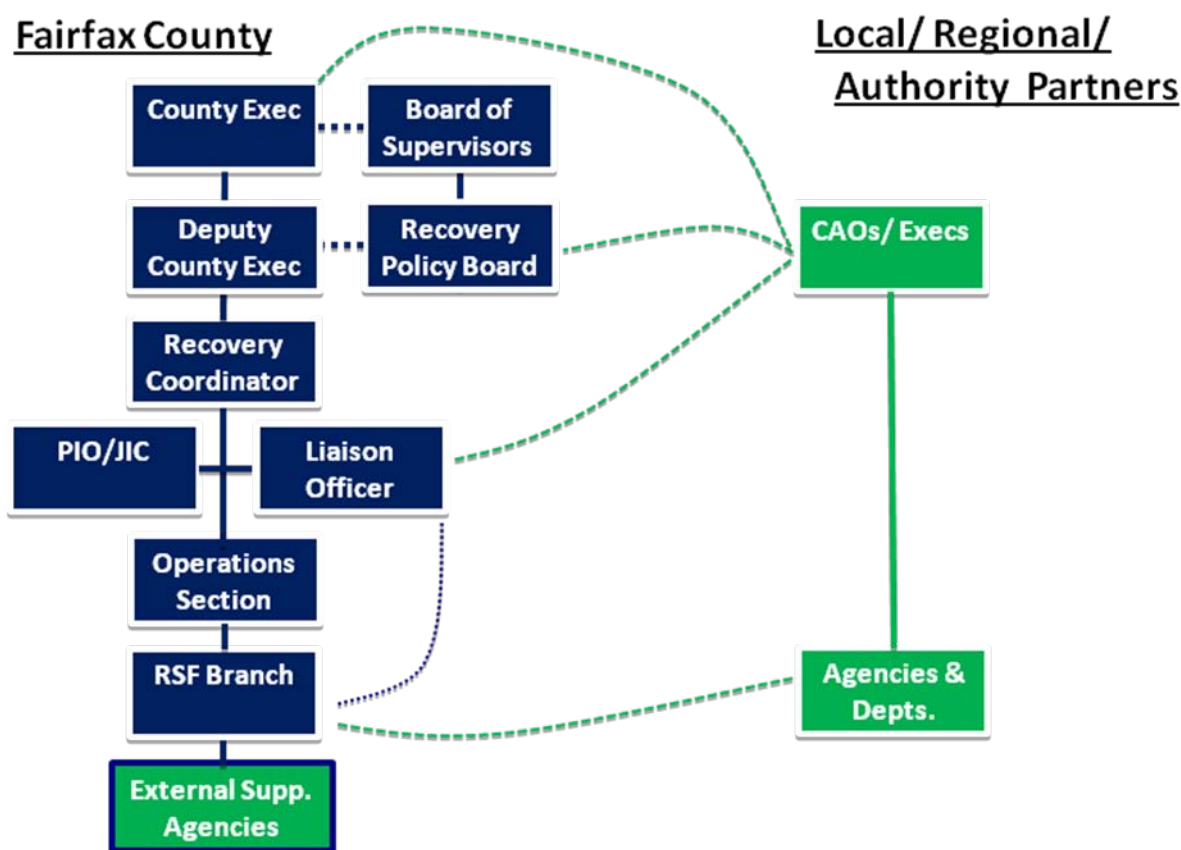 Fairfax County
Local/ Regional/
Authority Partners
County Exec
Board of
Supervisors
Deputy
County Exec
Recovery
Policy Board
CAOs/ Execs
Recovery
Coordinator
PIO/JIC
Liaison
Officer
Operations
Section
RSF Branch
Agencies &
Depts.
External Supp.
Agencies